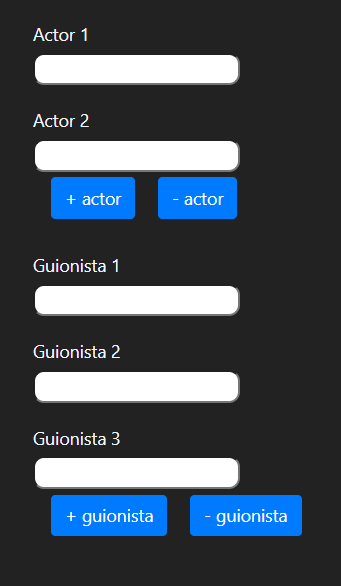 Actor 1
Actor 2
+ actor - actor
Guionista 1
Guionista 2
Guionista 3
+ guionista - guionista